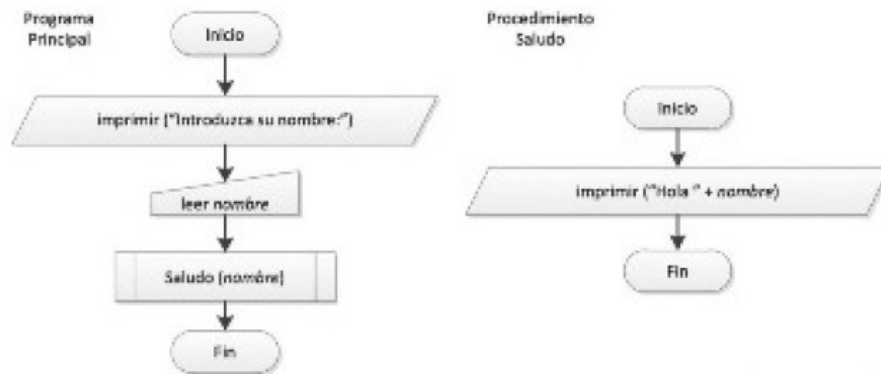 Programa
Principal
Inicio
imprimir ("Introduzca su nombre:")
leer nombre
Saludo (nombre)
Fin
Procedimiento
Saludo
Inicio
imprimir ("Hola " + nombre)
Fin